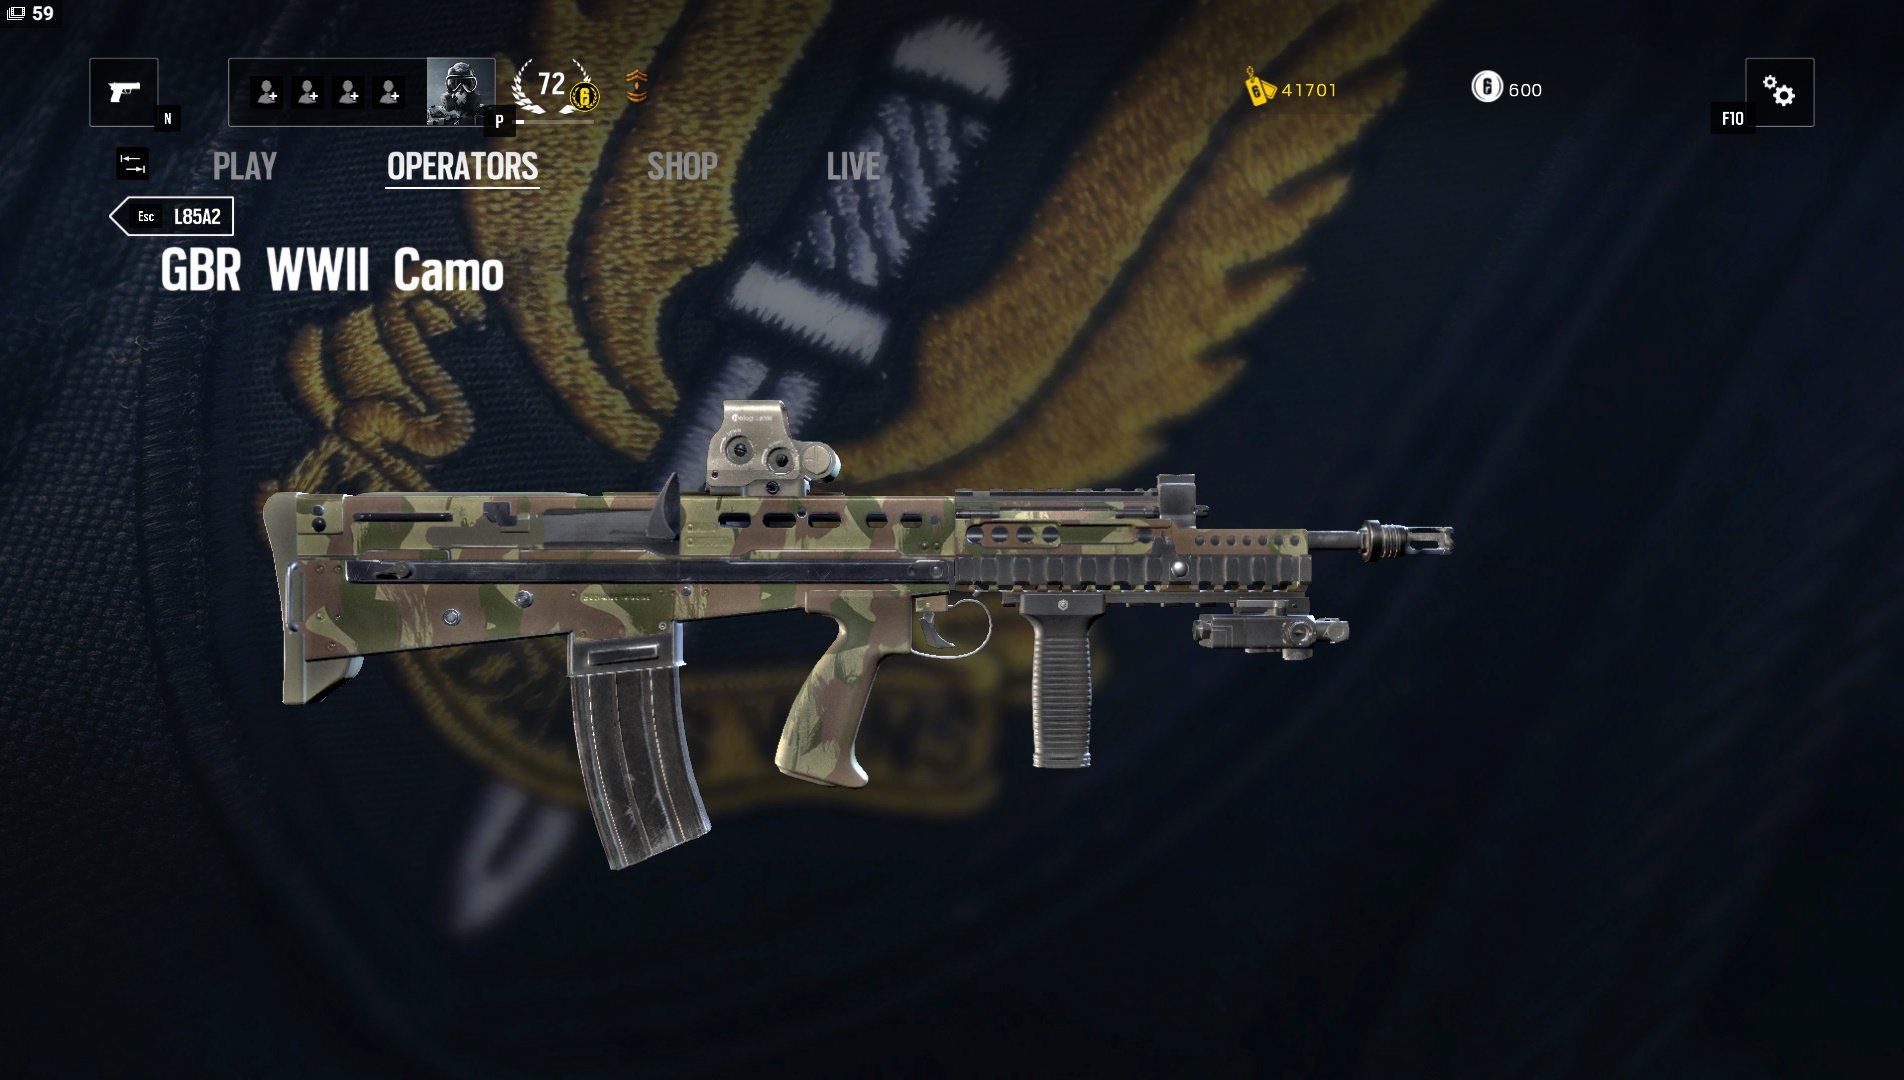 59
72
41701
600
N
P
F10
PLAY OPERATORS SHOP LIVE
Esc L85A2
GBR WWII Camo